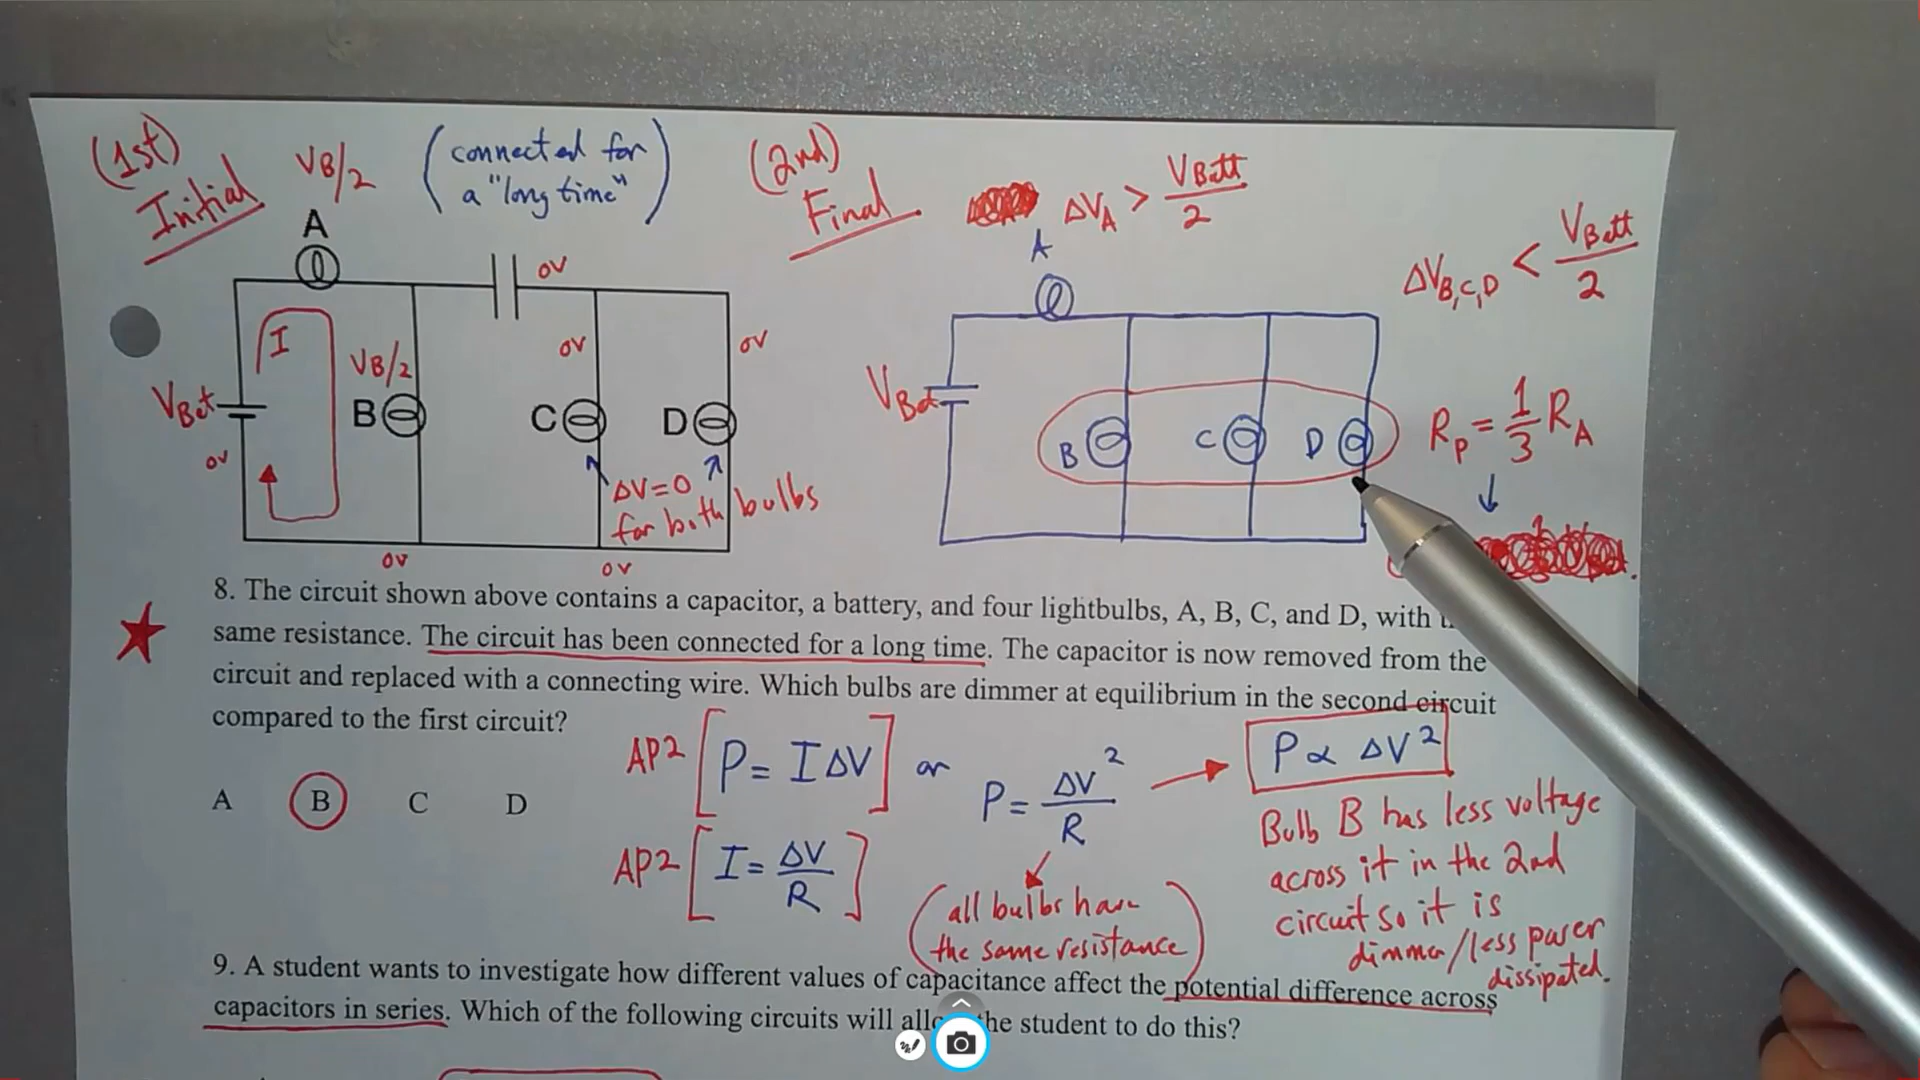 (1st)
Initial
VB/2
(connected for
a "long time")
(2nd)
Final
ΔVA > VBatt/2
ΔVB,C,D < VBatt/2
A
0V
I
VB/2
0V
0V
VBat
B
C
D
0V
ΔV=0
for both bulbs
0V
0V
A
VBat
B
C
D
Rp = 1/3 RA
8. The circuit shown above contains a capacitor, a battery, and four lightbulbs, A, B, C, and D, with
same resistance. The circuit has been connected for a long time. The capacitor is now removed from the
circuit and replaced with a connecting wire. Which bulbs are dimmer at equilibrium in the second circuit
compared to the first circuit?
A B C D
AP2 [P = IΔV] or P = ΔV²/R → P ∝ ΔV²
AP2 [I = ΔV/R]
(all bulbs have
the same resistance)
Bulb B has less voltage
across it in the 2nd
circuit so it is
dimmer/less power
dissipated.
9. A student wants to investigate how different values of capacitance affect the potential difference across
capacitors in series. Which of the following circuits will the student to do this?